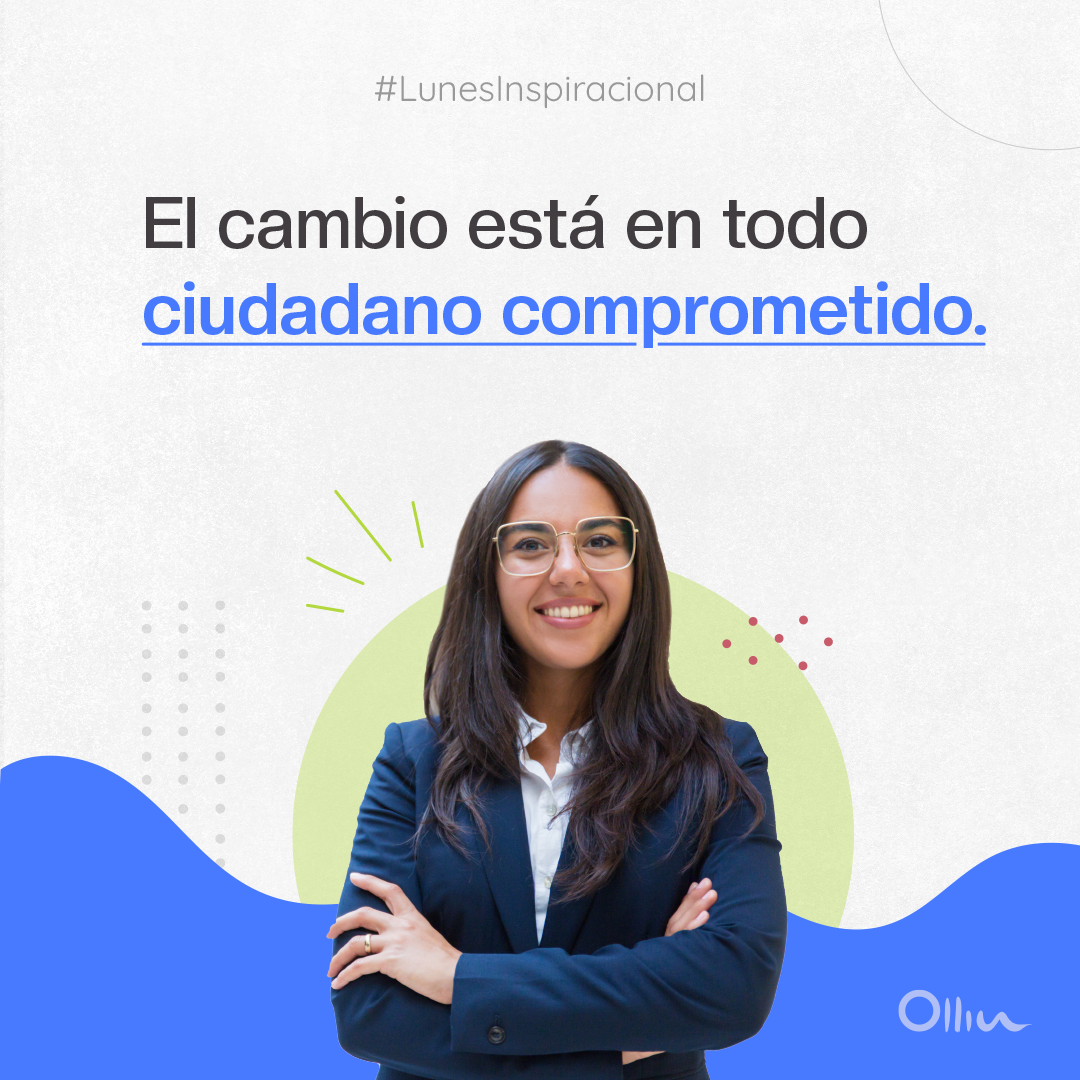 #LunesInspiracional
El cambio está en todo
ciudadano comprometido.
Ollin